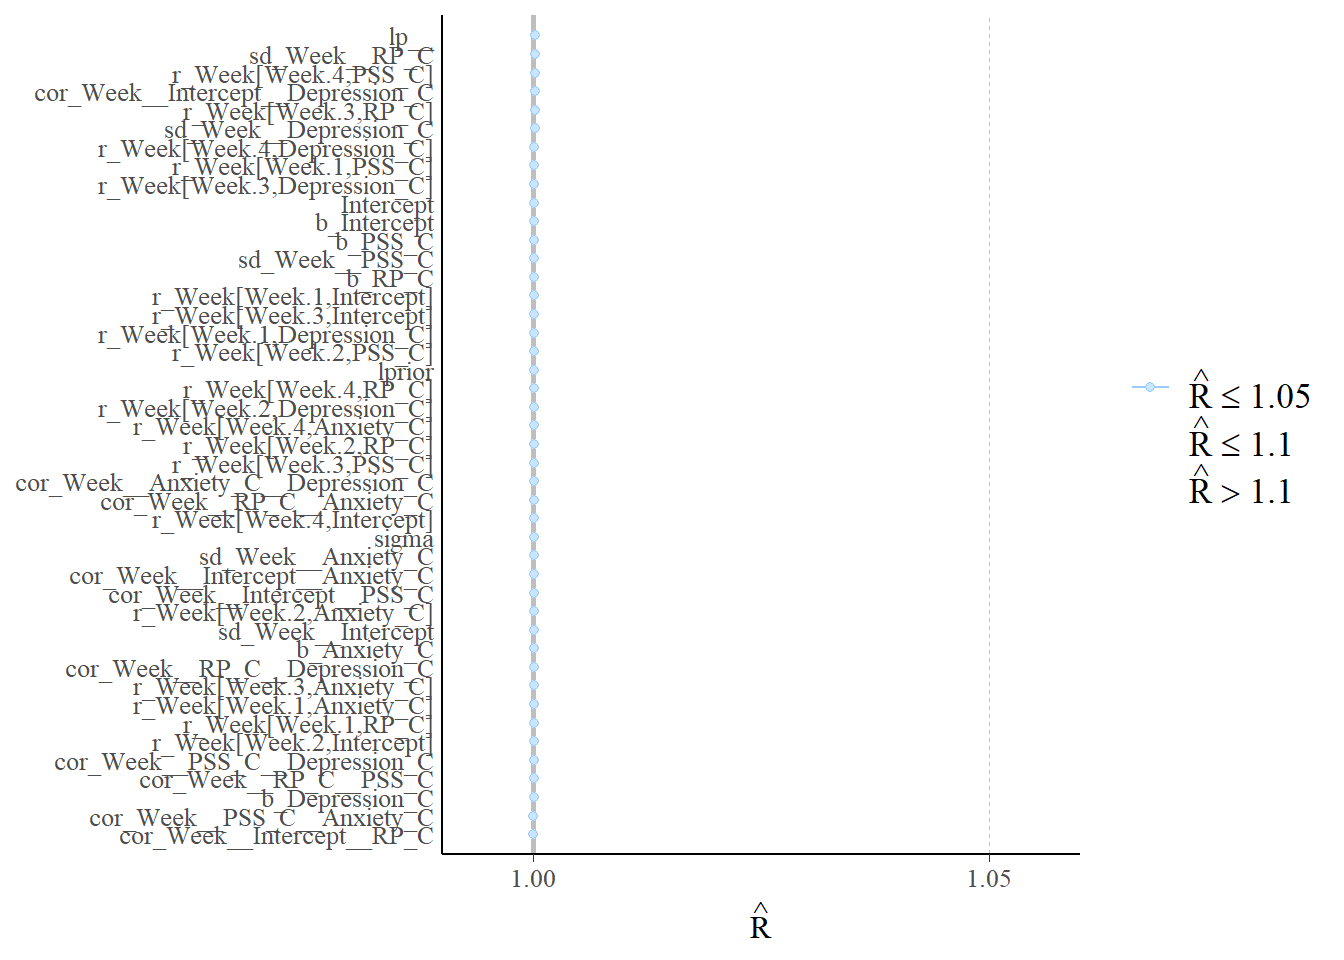 lp__
sd_Week__RP_C
r_Week[Week.4,PSS_C]
cor_Week__Intercept__Depression_C
r_Week[Week.3,RP_C]
sd_Week__Depression_C
r_Week[Week.4,Depression_C]
r_Week[Week.1,PSS_C]
r_Week[Week.3,Depression_C]
Intercept
b_Intercept
b_PSS_C
sd_Week__PSS_C
b_RP_C
r_Week[Week.1,Intercept]
r_Week[Week.3,Intercept]
r_Week[Week.1,Depression_C]
r_Week[Week.2,PSS_C]
lprior
r_Week[Week.4,RP_C]
r_Week[Week.2,Depression_C]
r_Week[Week.4,Anxiety_C]
r_Week[Week.2,RP_C]
r_Week[Week.3,PSS_C]
cor_Week__Anxiety_C__Depression_C
cor_Week__RP_C__Anxiety_C
r_Week[Week.4,Intercept]
sigma
sd_Week__Anxiety_C
cor_Week__Intercept__Anxiety_C
cor_Week__Intercept__PSS_C
r_Week[Week.2,Anxiety_C]
sd_Week__Intercept
b_Anxiety_C
cor_Week__RP_C__Depression_C
r_Week[Week.3,Anxiety_C]
r_Week[Week.1,Anxiety_C]
r_Week[Week.1,RP_C]
r_Week[Week.2,Intercept]
cor_Week__PSS_C__Depression_C
cor_Week__RP_C__PSS_C
b_Depression_C
cor_Week__PSS_C__Anxiety_C
cor_Week__Intercept__RP_C
1.00 1.05
R̂
R̂ ≤ 1.05
R̂ ≤ 1.1
R̂ > 1.1